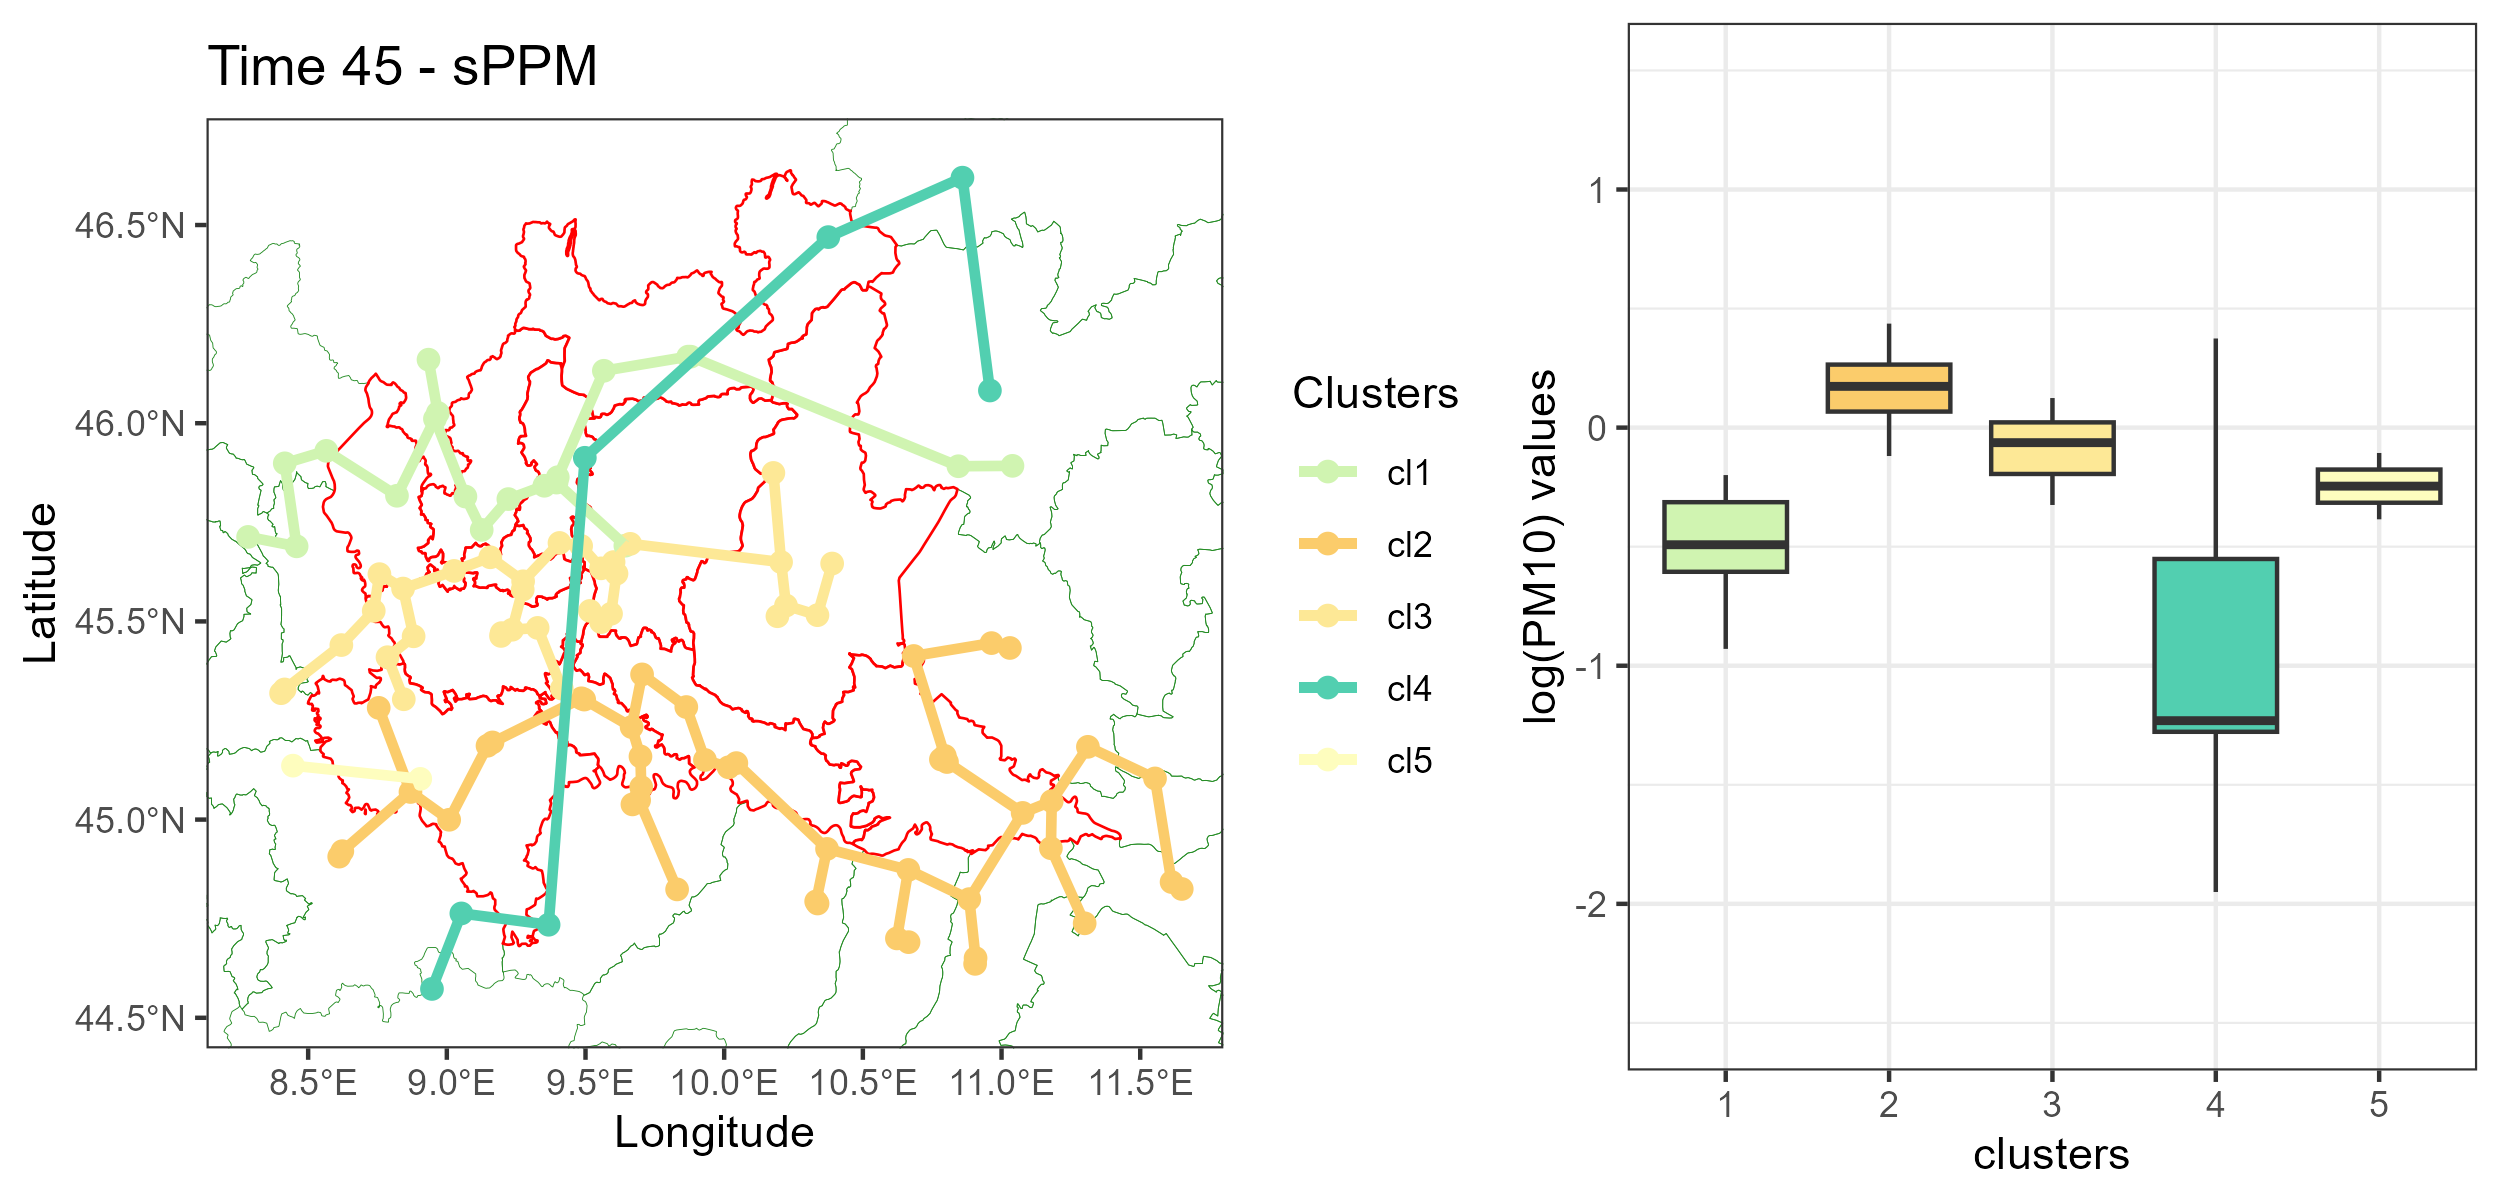 Time 45 - sPPM
46.5°N
46.0°N
45.5°N
45.0°N
44.5°N
Latitude
8.5°E 9.0°E 9.5°E 10.0°E 10.5°E 11.0°E 11.5°E
Longitude
Clusters
cl1
cl2
cl3
cl4
cl5
log(PM10) values
1
0
-1
-2
1 2 3 4 5
clusters